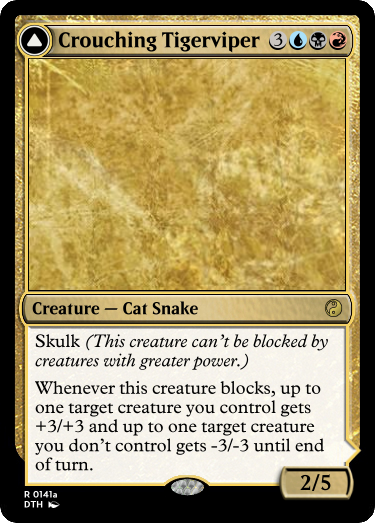 Crouching Tigerviper 3
Creature — Cat Snake
Skulk (This creature can't be blocked by
creatures with greater power.)
Whenever this creature blocks, up to
one target creature you control gets
+3/+3 and up to one target creature
you don't control gets -3/-3 until end
of turn.
2/5
R 0141a
DTH